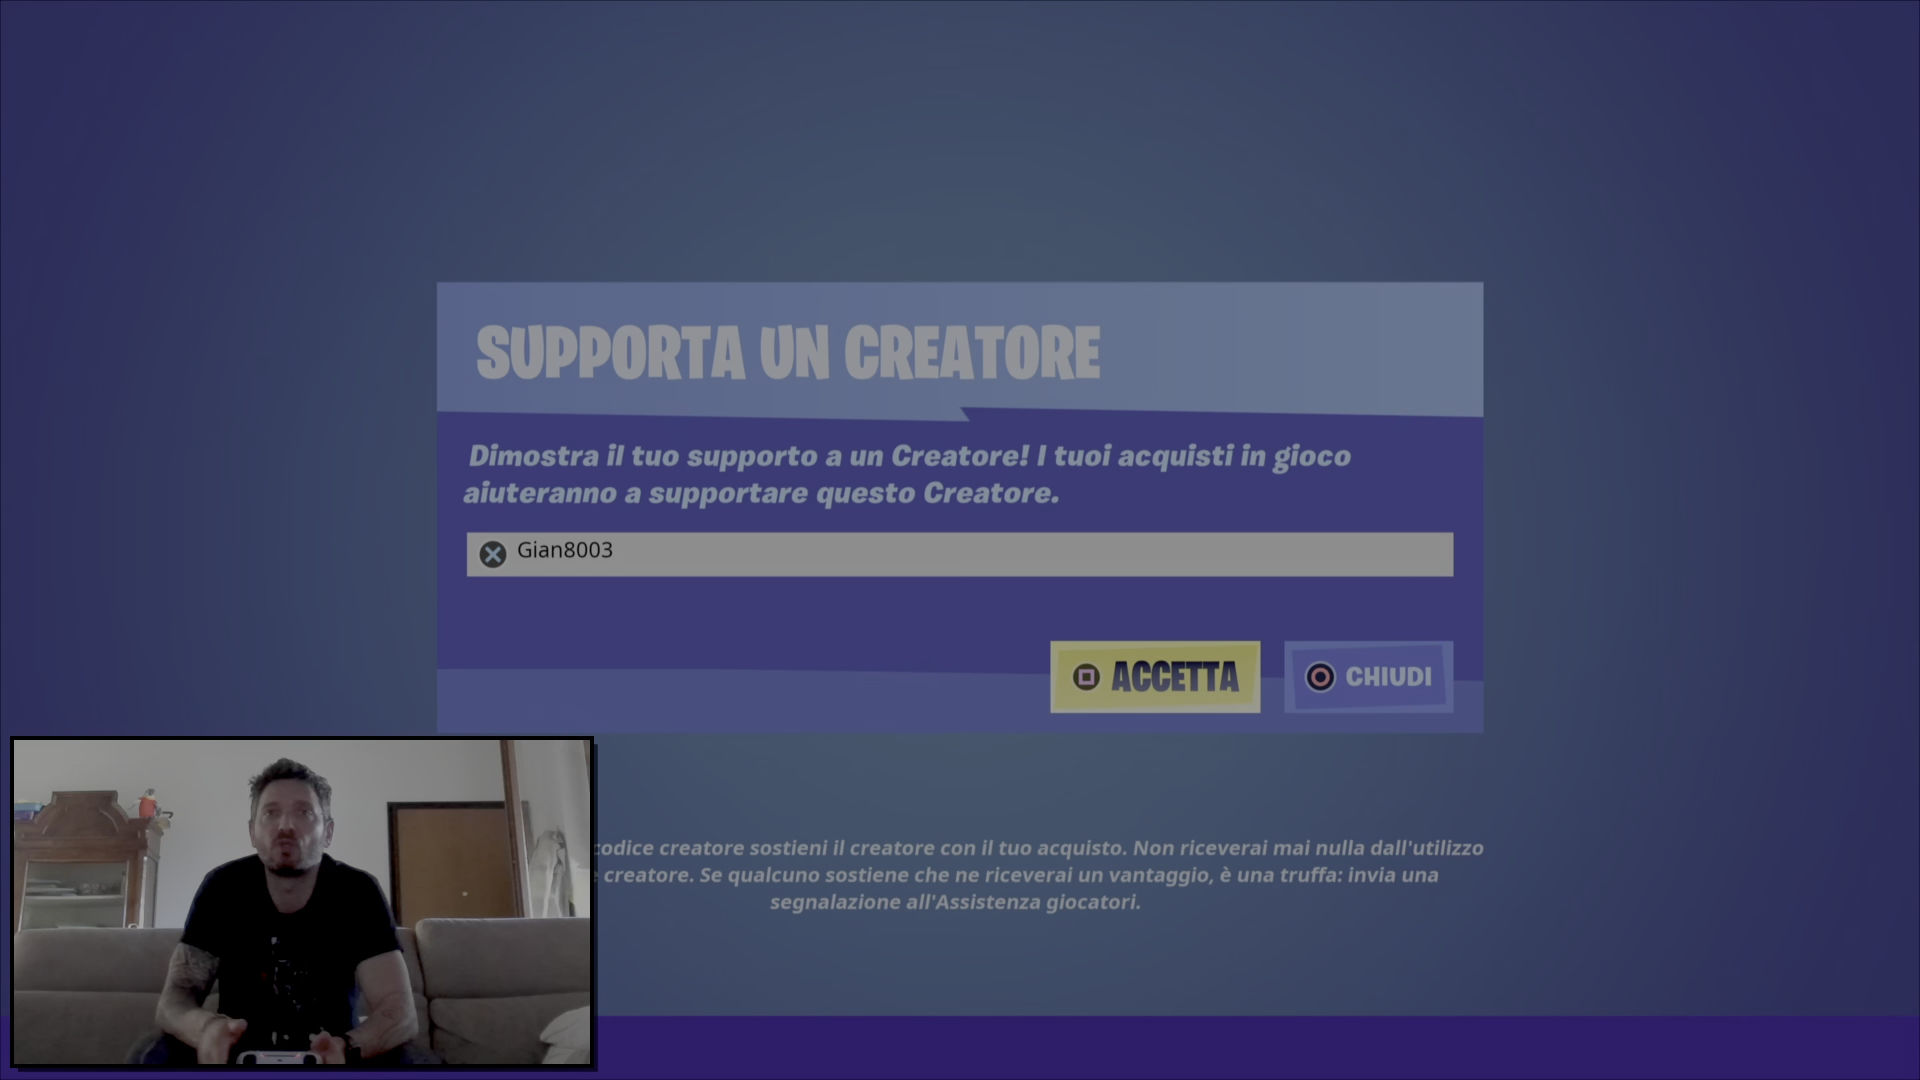 SUPPORTA UN CREATORE
Dimostra il tuo supporto a un Creatore! I tuoi acquisti in gioco
aiuteranno a supportare questo Creatore.
Gian8003
ACCETTA
CHIUDI
codice creatore sostieni il creatore con il tuo acquisto. Non riceverai mai nulla dall'utilizzo
creatore. Se qualcuno sostiene che ne riceverai un vantaggio, è una truffa: invia una
segnalazione all'Assistenza giocatori.